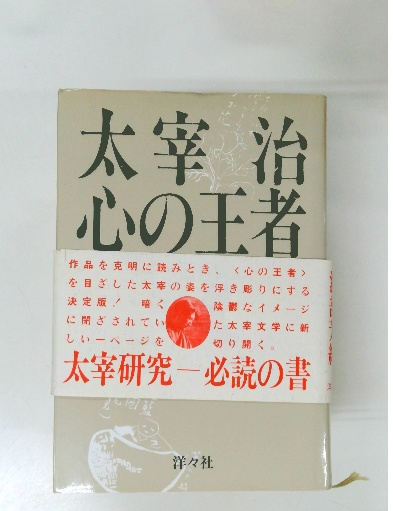 太宰 治
心の王者
作品を克明に読みとき、〈心の王者〉
を目ざした太宰の姿を浮き彫りにする
決定版! 暗く 陰鬱なイメージ
に閉ざされてい た太宰文学に新
しい一ページを 切り開く。
太宰研究―必読の書
洋々社